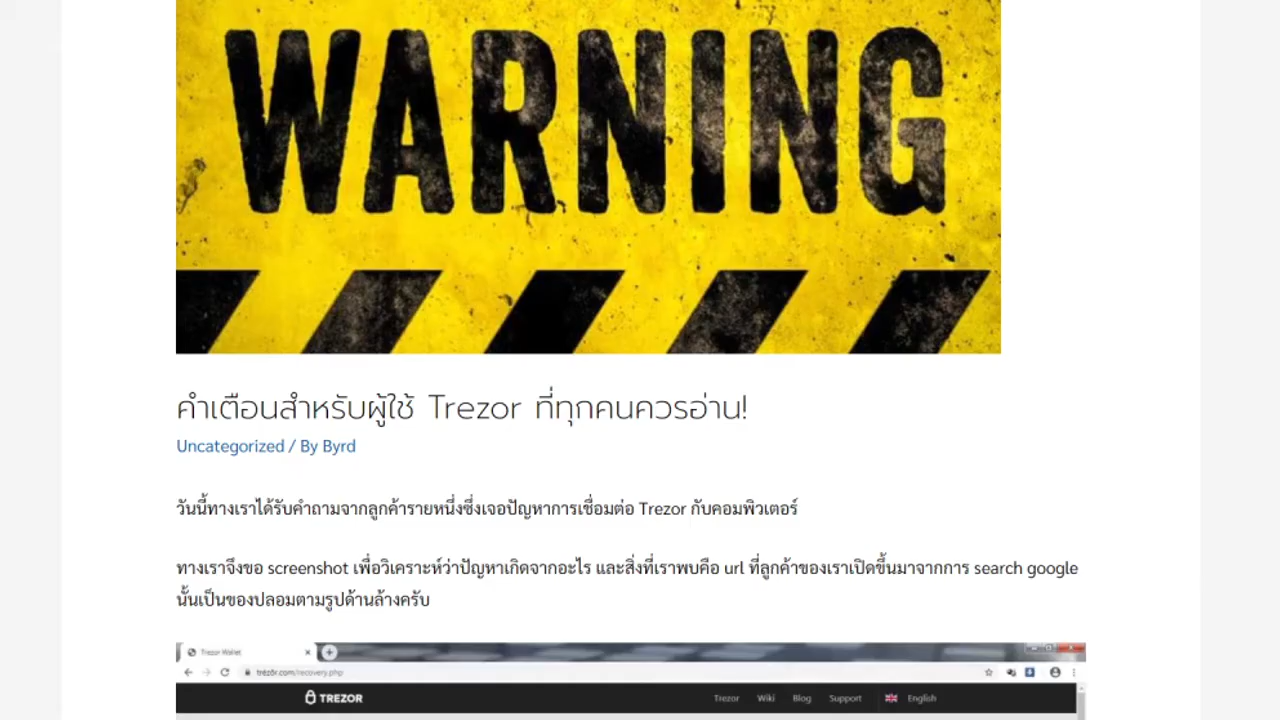 WARNING
คำเตือนสำหรับผู้ใช้ Trezor ที่ทุกคนควรอ่าน!
Uncategorized / By Byrd
วันนี้ทางเราได้รับคำถามจากลูกค้ารายหนึ่งซึ่งเจอปัญหาการเชื่อมต่อ Trezor กับคอมพิวเตอร์
ทางเราจึงขอ screenshot เพื่อวิเคราะห์ว่าปัญหาเกิดจากอะไร และสิ่งที่เราพบคือ url ที่ลูกค้าของเราเปิดขึ้นมาจากการ search google
นั้นเป็นของปลอมตามรูปด้านล้างครับ
Trezor Wallet
trézõr.com/recovery.php
TREZOR Trezor Wiki Blog Support English